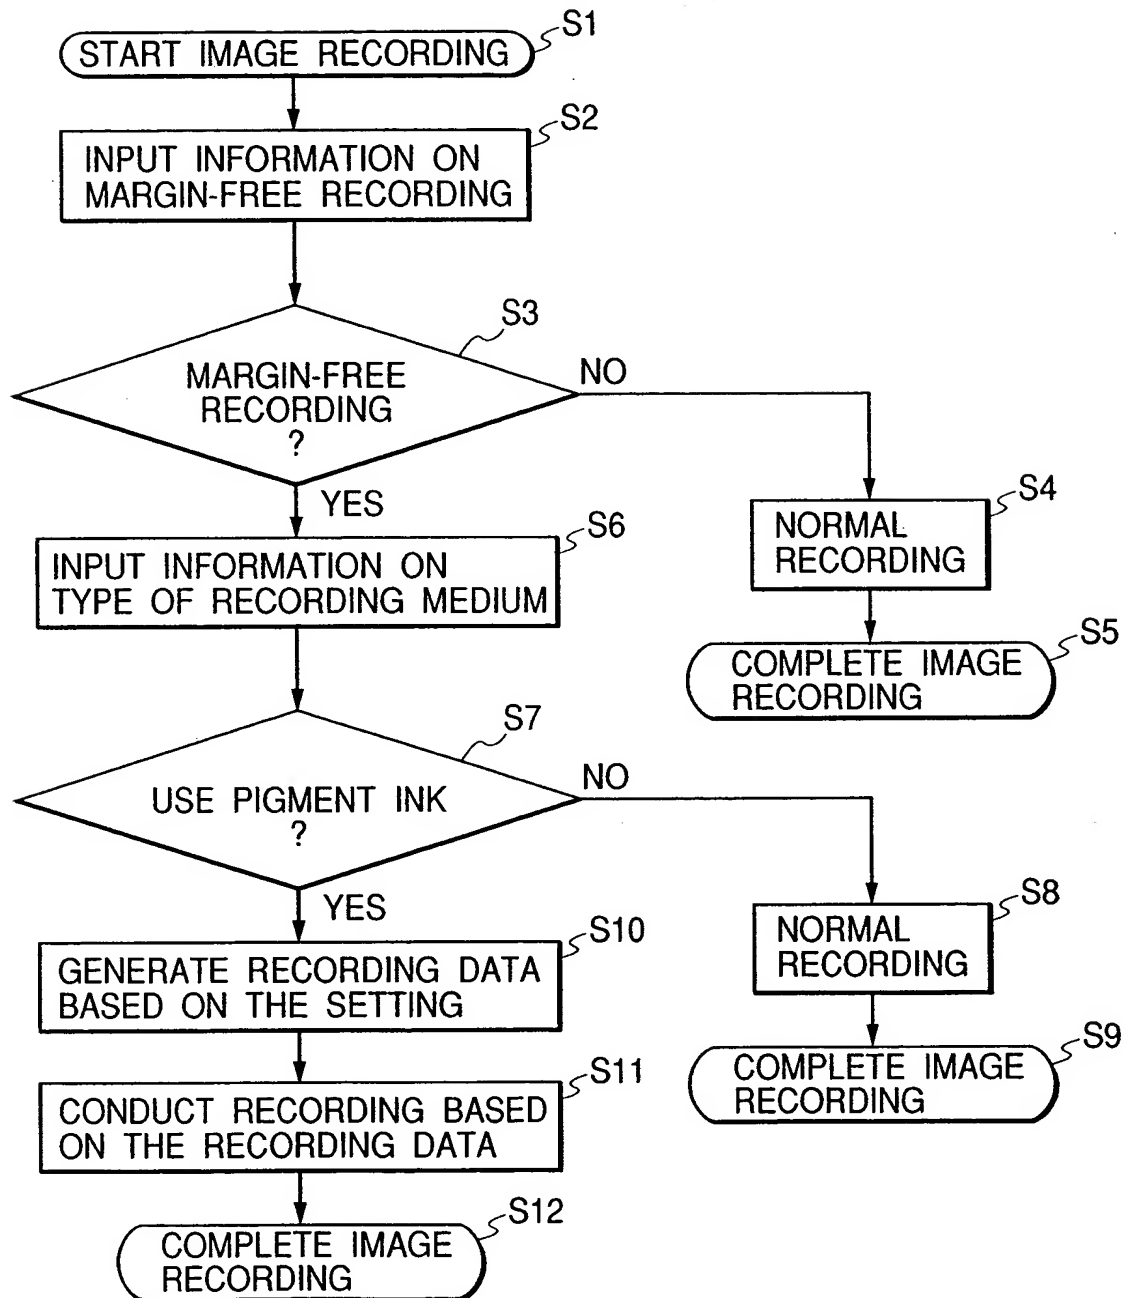 S1
START IMAGE RECORDING
S2
INPUT INFORMATION ON
MARGIN-FREE RECORDING
S3
MARGIN-FREE
RECORDING
?
NO
YES
S4
NORMAL
RECORDING
S5
COMPLETE IMAGE
RECORDING
S6
INPUT INFORMATION ON
TYPE OF RECORDING MEDIUM
S7
USE PIGMENT INK
?
NO
YES
S8
NORMAL
RECORDING
S9
COMPLETE IMAGE
RECORDING
S10
GENERATE RECORDING DATA
BASED ON THE SETTING
S11
CONDUCT RECORDING BASED
ON THE RECORDING DATA
S12
COMPLETE IMAGE
RECORDING